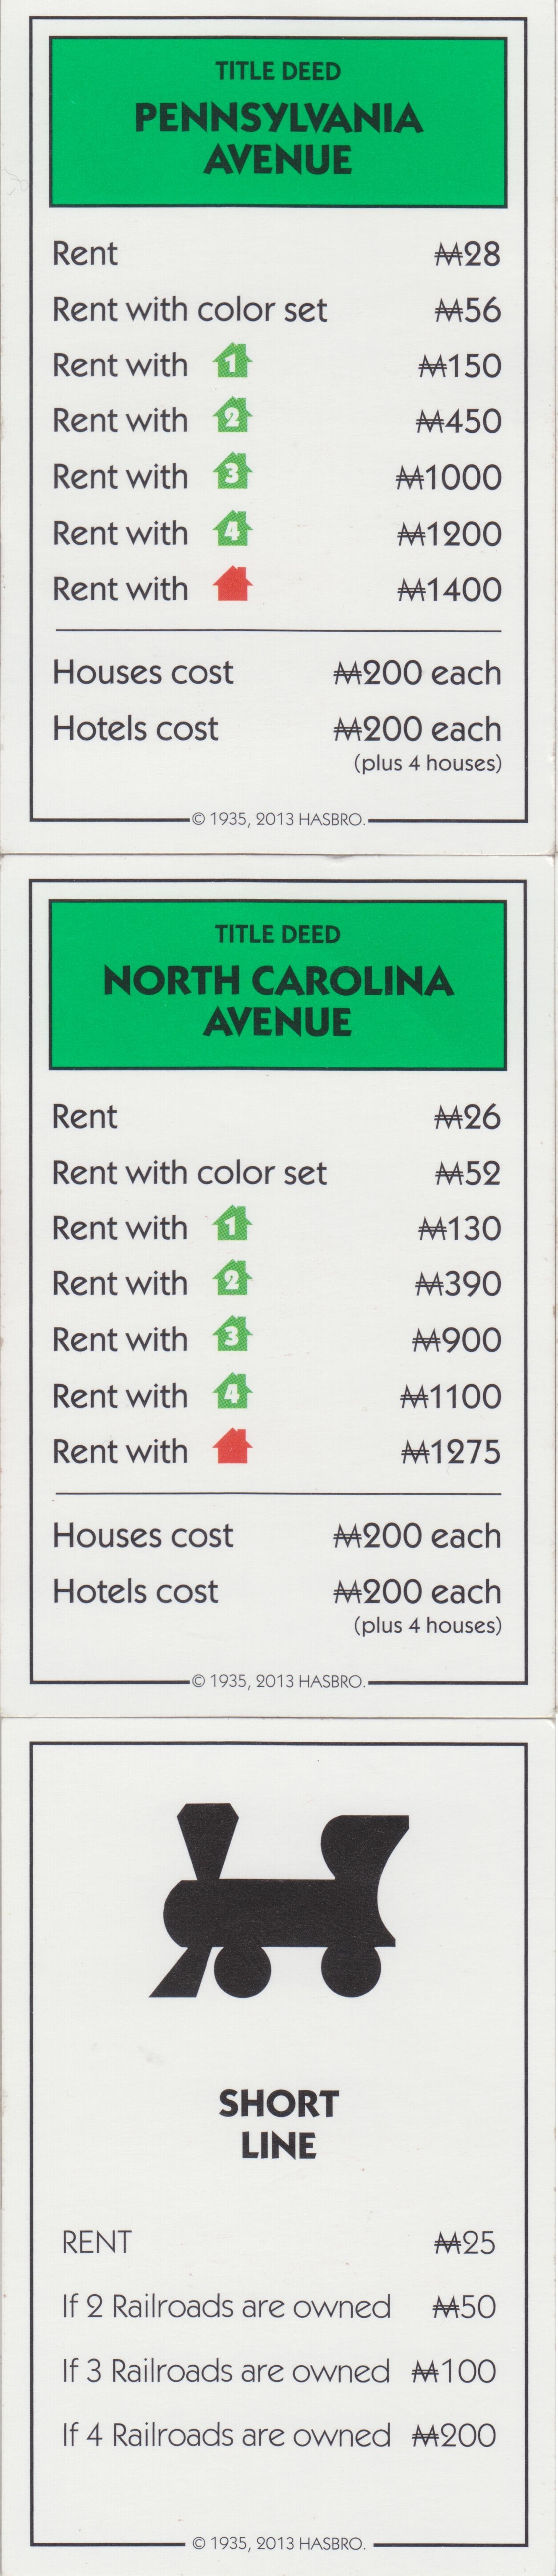 TITLE DEED
PENNSYLVANIA
AVENUE
Rent ₩28
Rent with color set ₩56
Rent with 1 ₩150
Rent with 2 ₩450
Rent with 3 ₩1000
Rent with 4 ₩1200
Rent with ₩1400
Houses cost ₩200 each
Hotels cost ₩200 each
(plus 4 houses)
© 1935, 2013 HASBRO.
TITLE DEED
NORTH CAROLINA
AVENUE
Rent ₩26
Rent with color set ₩52
Rent with 1 ₩130
Rent with 2 ₩390
Rent with 3 ₩900
Rent with 4 ₩1100
Rent with ₩1275
Houses cost ₩200 each
Hotels cost ₩200 each
(plus 4 houses)
© 1935, 2013 HASBRO.
SHORT
LINE
RENT ₩25
If 2 Railroads are owned ₩50
If 3 Railroads are owned ₩100
If 4 Railroads are owned ₩200
© 1935, 2013 HASBRO.